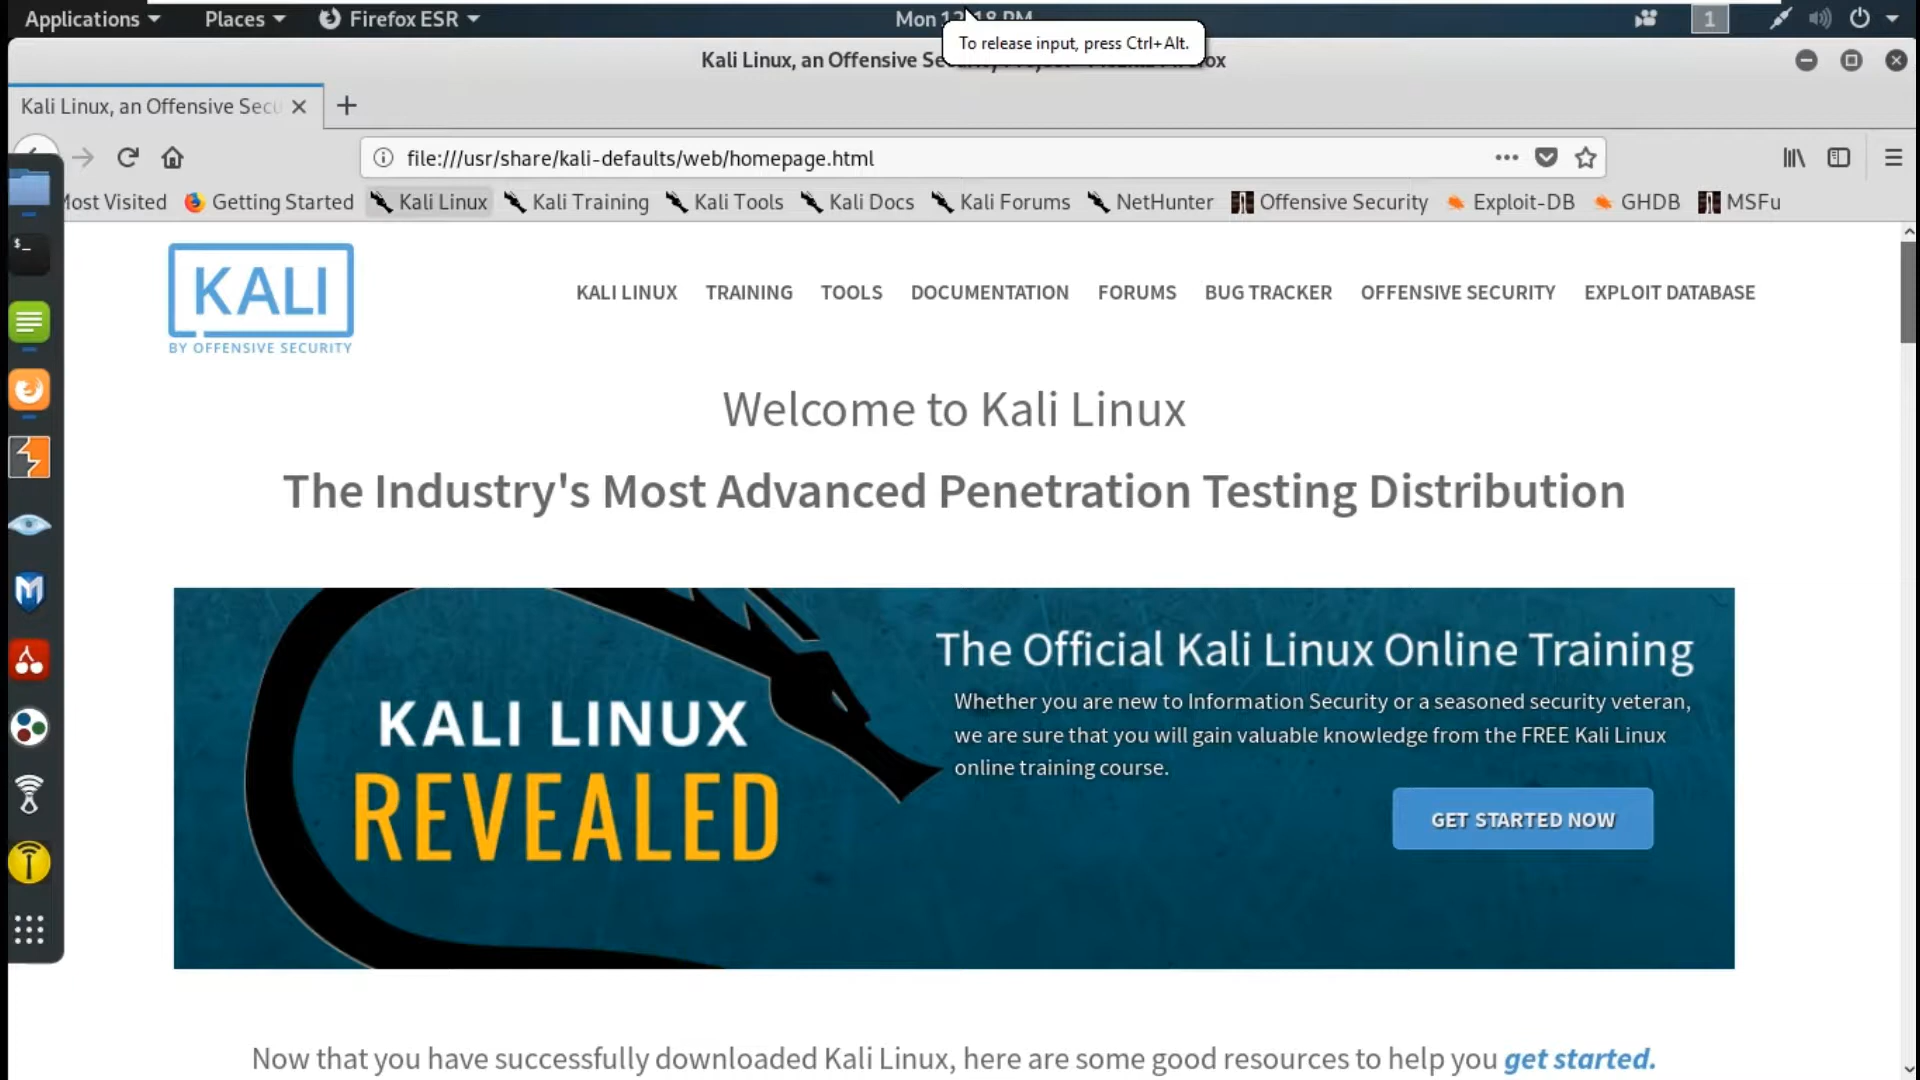 Applications
Places
Firefox ESR
Mon 12:18 PM
1
To release input, press Ctrl+Alt.
Kali Linux, an Offensive
Kali Linux, an Offensive Secu
file:///usr/share/kali-defaults/web/homepage.html
Most Visited
Getting Started
Kali Linux
Kali Training
Kali Tools
Kali Docs
Kali Forums
NetHunter
Offensive Security
Exploit-DB
GHDB
MSFu
KALI
BY OFFENSIVE SECURITY
KALI LINUX
TRAINING
TOOLS
DOCUMENTATION
FORUMS
BUG TRACKER
OFFENSIVE SECURITY
EXPLOIT DATABASE
Welcome to Kali Linux
The Industry's Most Advanced Penetration Testing Distribution
KALI LINUX
REVEALED
The Official Kali Linux Online Training
Whether you are new to Information Security or a seasoned security veteran,
we are sure that you will gain valuable knowledge from the FREE Kali Linux
online training course.
GET STARTED NOW
Now that you have successfully downloaded Kali Linux, here are some good resources to help you get started.